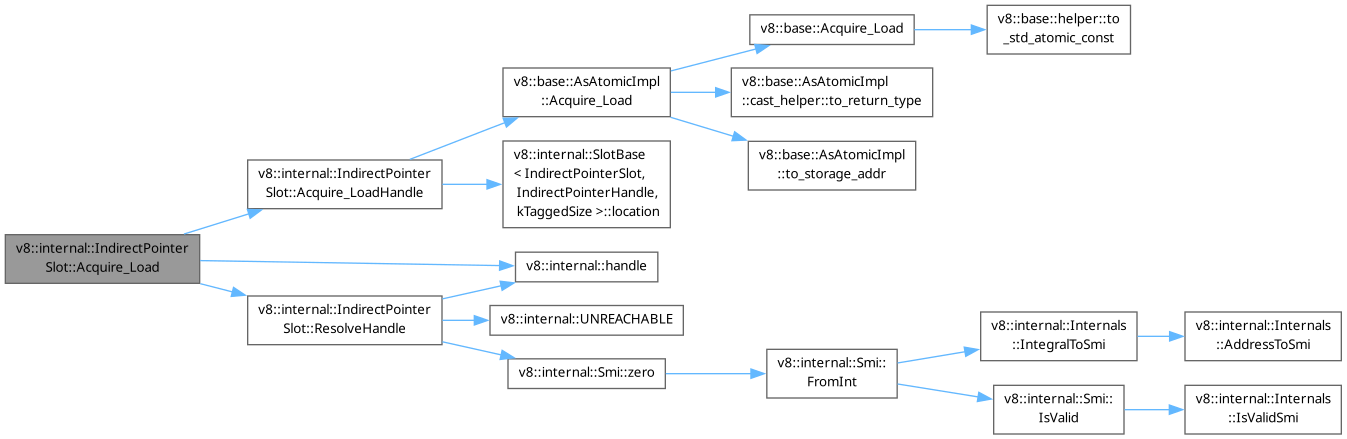 v8::base::Acquire_Load
v8::base::helper::to
_std_atomic_const
v8::base::AsAtomicImpl
::Acquire_Load
v8::base::AsAtomicImpl
::cast_helper::to_return_type
v8::base::AsAtomicImpl
::to_storage_addr
v8::internal::IndirectPointer
Slot::Acquire_LoadHandle
v8::internal::SlotBase
< IndirectPointerSlot,
IndirectPointerHandle,
kTaggedSize >::location
v8::internal::IndirectPointer
Slot::Acquire_Load
v8::internal::handle
v8::internal::IndirectPointer
Slot::ResolveHandle
v8::internal::UNREACHABLE
v8::internal::Smi::zero
v8::internal::Smi::
FromInt
v8::internal::Internals
::IntegralToSmi
v8::internal::Internals
::AddressToSmi
v8::internal::Smi::
IsValid
v8::internal::Internals
::IsValidSmi